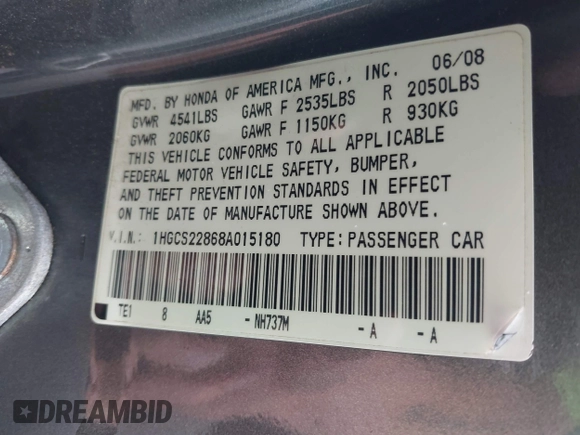 06/08
MFD. BY HONDA OF AMERICA MFG., INC.
GVWR 4541LBS GAWR F 2535LBS R 2050LBS
GVWR 2060KG GAWR F 1150KG R 930KG
THIS VEHICLE CONFORMS TO ALL APPLICABLE
FEDERAL MOTOR VEHICLE SAFETY, BUMPER,
AND THEFT PREVENTION STANDARDS IN EFFECT
ON THE DATE OF MANUFACTURE SHOWN ABOVE.
V.I.N.: 1HGCS22868A015180 TYPE:PASSENGER CAR
TE1 8 AA5 - NH737M - A - A
DREAMBID